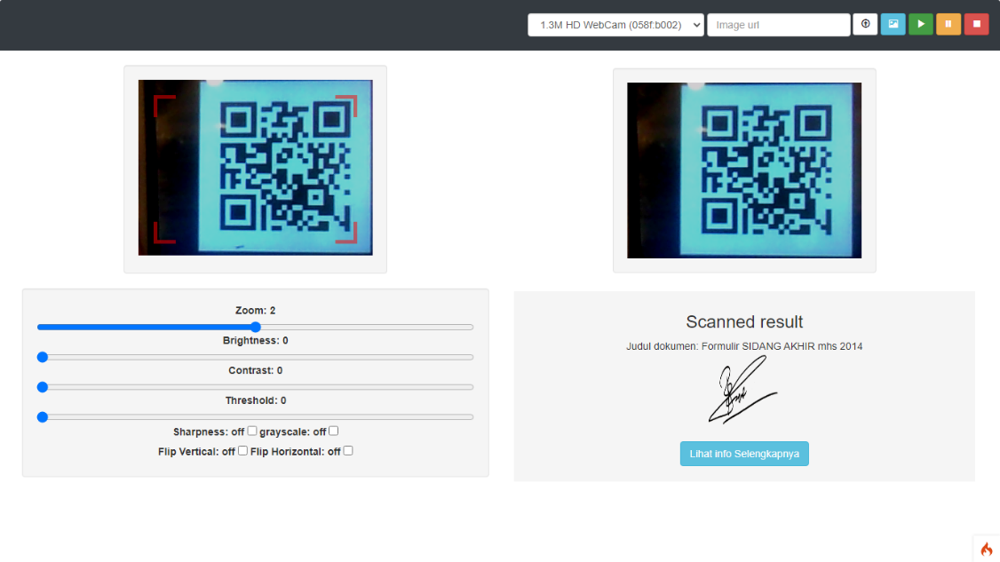 1.3M HD WebCam (058f:b002)
Image url
Zoom: 2
Brightness: 0
Contrast: 0
Threshold: 0
Sharpness: off grayscale: off
Flip Vertical: off Flip Horizontal: off
Scanned result
Judul dokumen: Formulir SIDANG AKHIR mhs 2014
Lihat info Selengkapnya